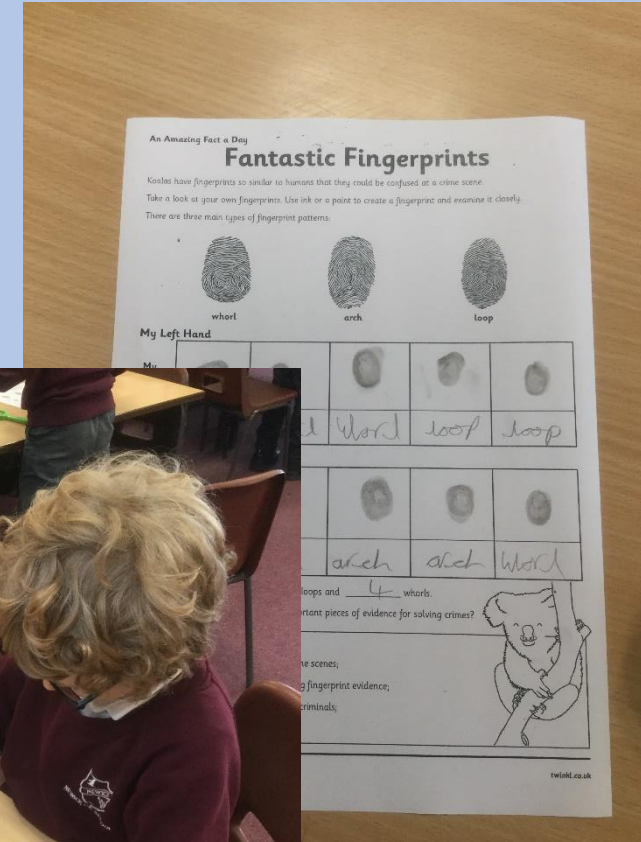 An Amazing Fact a Day
Fantastic Fingerprints
Koalas have fingerprints so similar to humans that they could be confused at a crime scene.
Take a look at your own fingerprints. Use ink or a paint to create a fingerprint and examine it closely.
There are three main types of fingerprint patterns:
whorl arch loop
My Left Hand
My
Word loop loop
arch arch Word
loops and 4 whorls.
rtant pieces of evidence for solving crimes?
ne scenes;
g fingerprint evidence;
criminals;
twinkl.co.uk